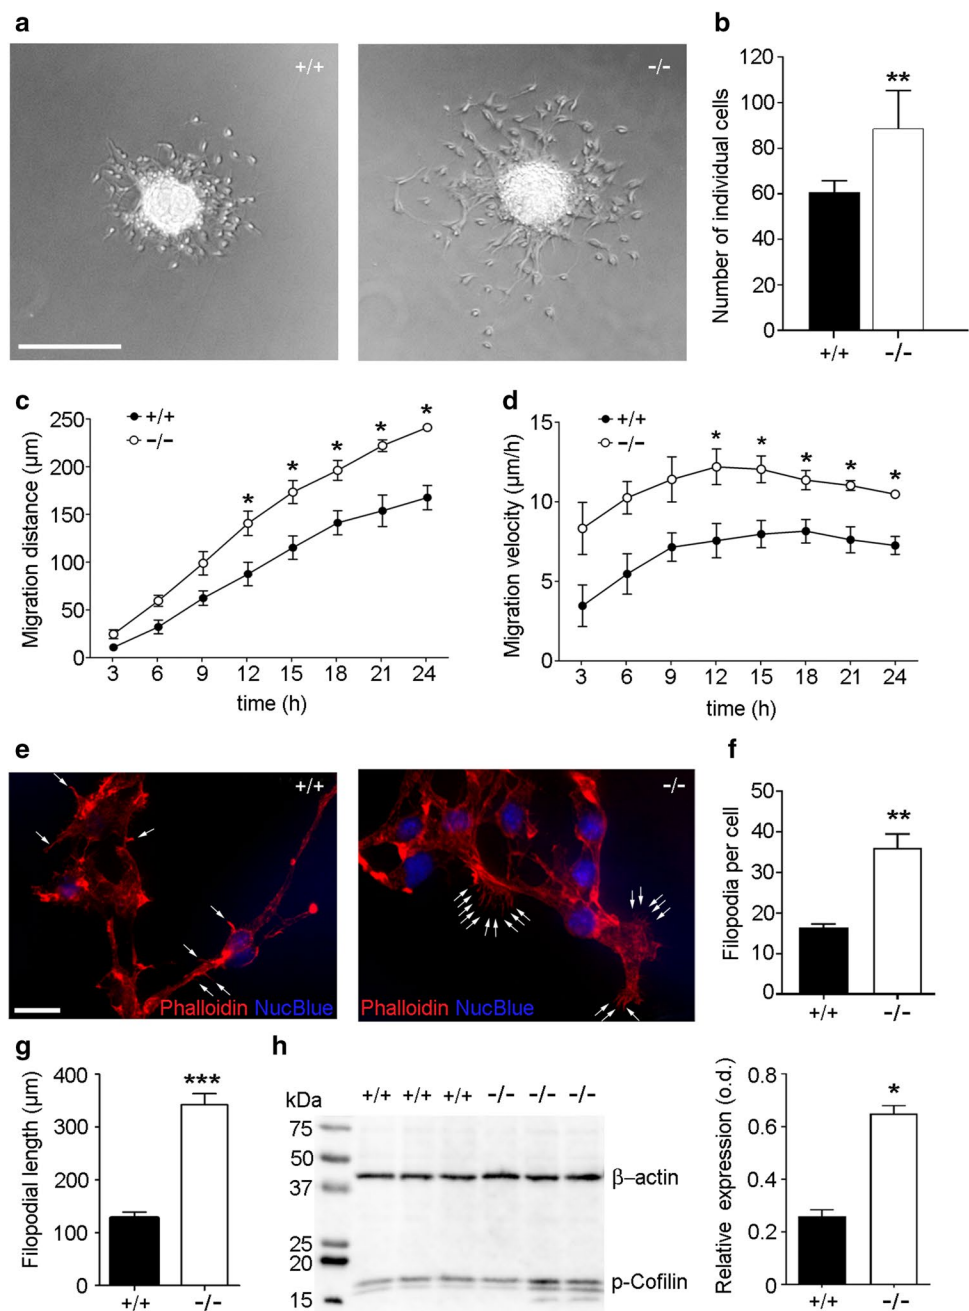 a
+/+
-/-
b
Number of individual cells
120
100
80
60
40
20
0
**
+/+
-/-
c
+/+
-/-
Migration distance (μm)
250
200
150
100
50
0
* * * * *
3 6 9 12 15 18 21 24
time (h)
d
+/+
-/-
Migration velocity (μm/h)
15
10
5
0
* * * * *
3 6 9 12 15 18 21 24
time (h)
e
+/+
Phalloidin NucBlue
-/-
Phalloidin NucBlue
f
Filopodia per cell
50
40
30
20
10
0
**
+/+
-/-
g
Filopodial length (μm)
400
300
200
100
0
***
+/+
-/-
h
kDa
+/+ +/+ +/+ -/- -/- -/-
75
50
37
25
20
15
β–actin
p-Cofilin
Relative expression (o.d.)
0.8
0.6
0.4
0.2
0
*
+/+
-/-